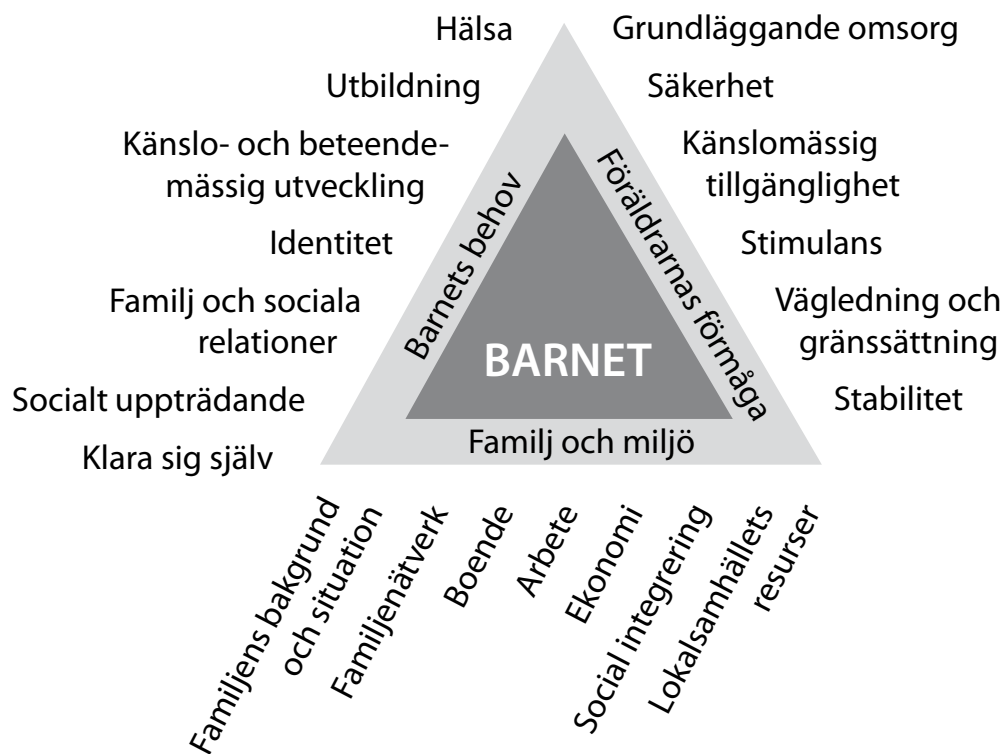 Hälsa
Utbildning
Känslo- och beteende-
mässig utveckling
Identitet
Familj och sociala
relationer
Socialt uppträdande
Klara sig själv
Barnets behov
BARNET
Föräldrarnas förmåga
Grundläggande omsorg
Säkerhet
Känslomässig
tillgänglighet
Stimulans
Vägledning och
gränssättning
Stabilitet
Familj och miljö
Familjens bakgrund
och situation
Familjenätverk
Boende
Arbete
Ekonomi
Social integrering
Lokalsamhällets
resurser